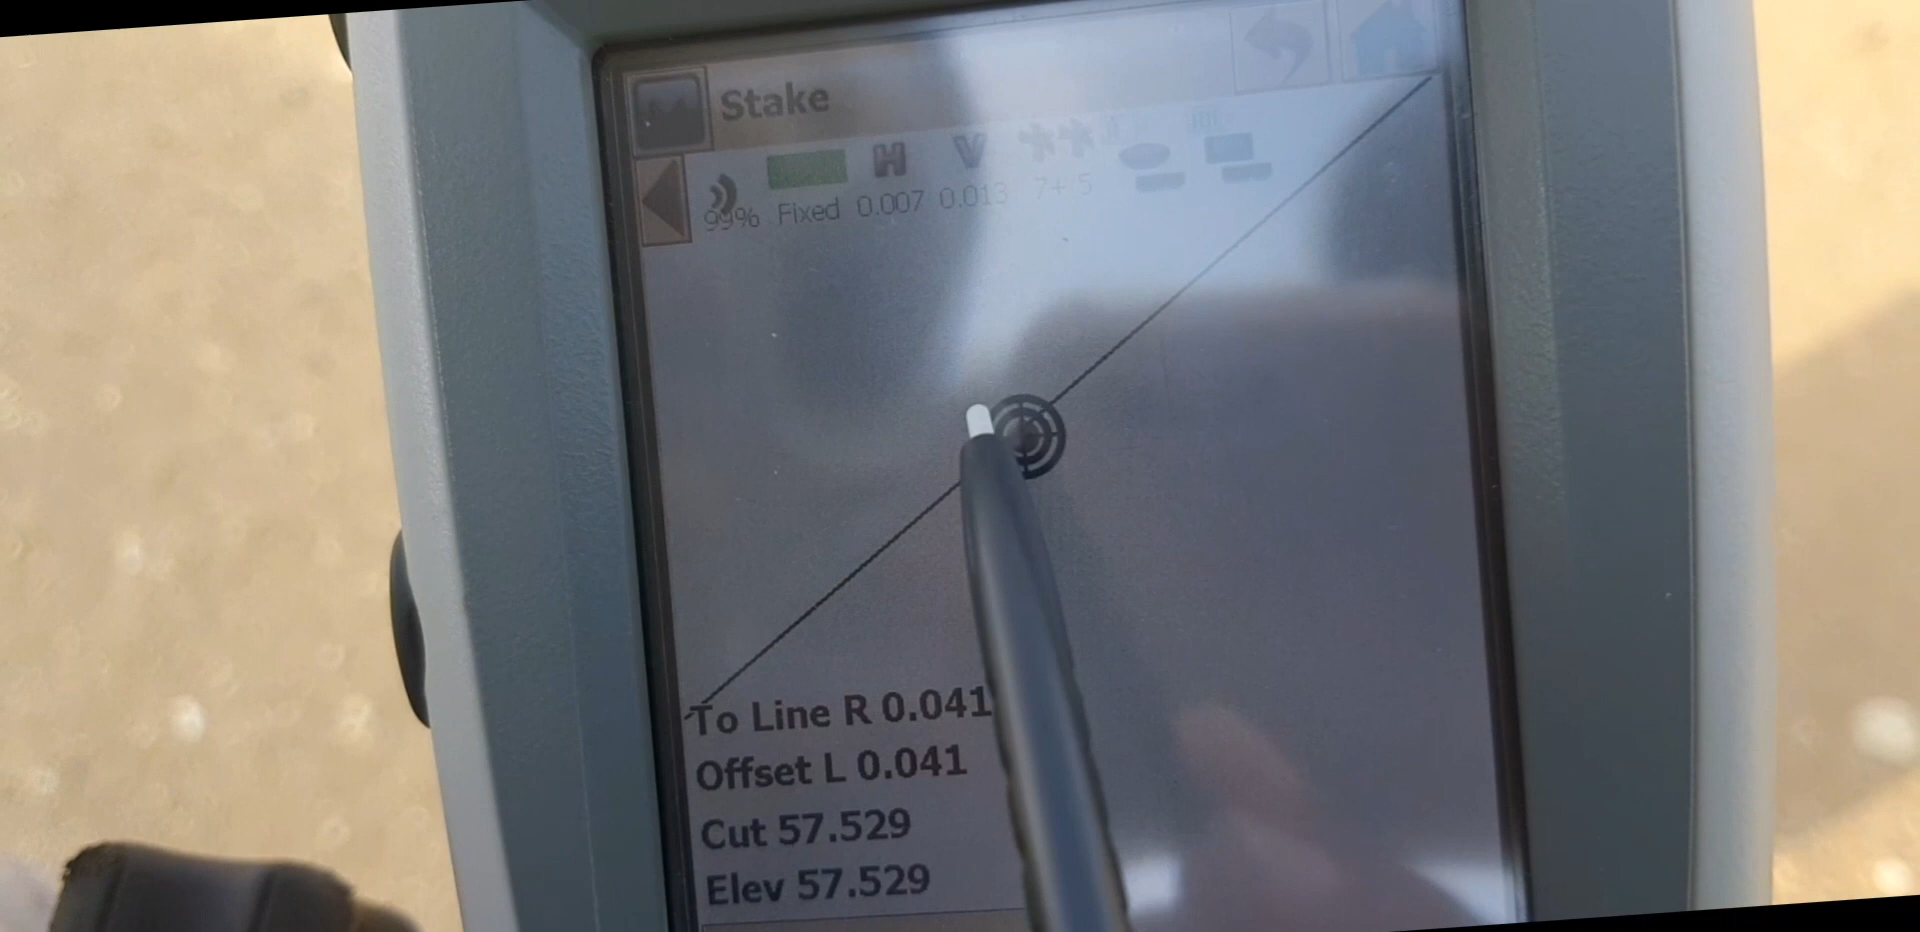 Stake
H V
99% Fixed 0.007 0.013 7+ 5
To Line R 0.041
Offset L 0.041
Cut 57.529
Elev 57.529